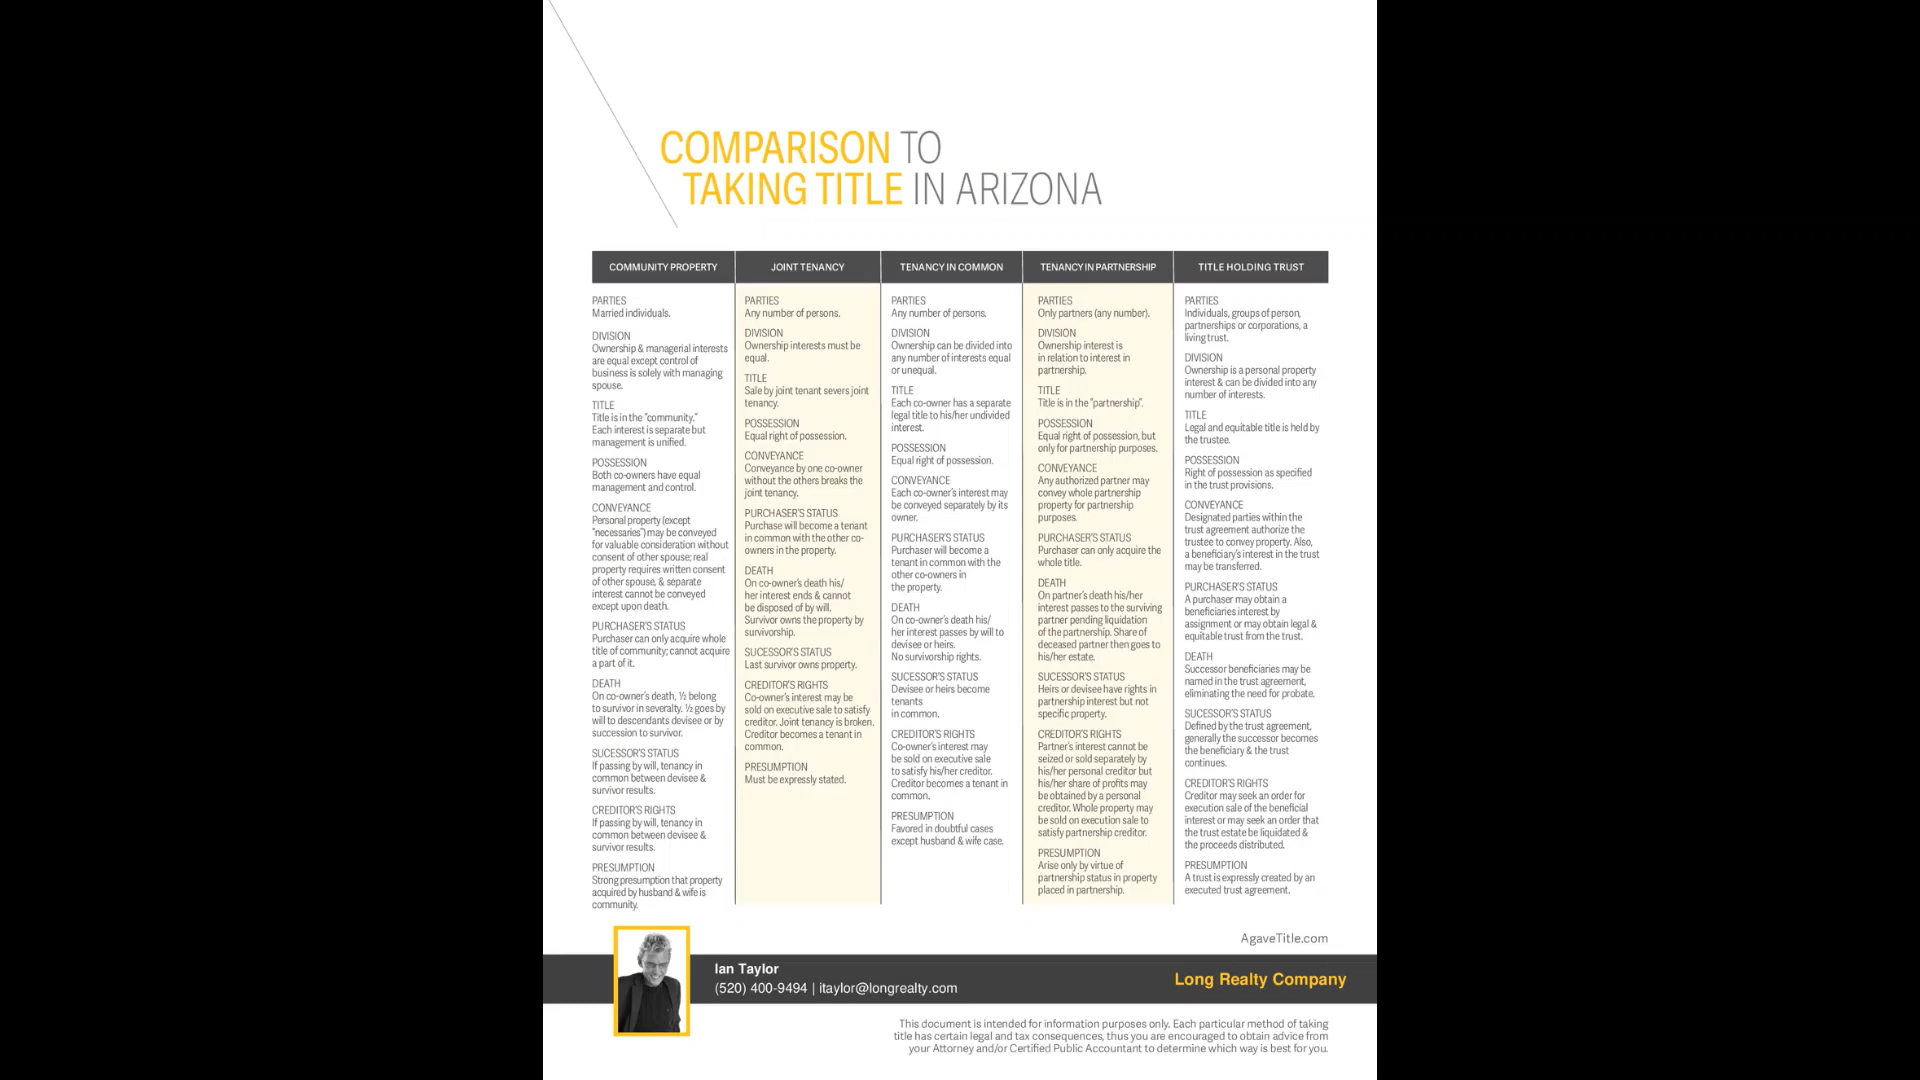 COMPARISON TO
TAKING TITLE IN ARIZONA
COMMUNITY PROPERTY
PARTIES
Married individuals.
DIVISION
Ownership & managerial interests
are equal except control of
business is solely with managing
spouse.
TITLE
Title is in the "community."
Each interest is separate but
management is unified.
POSSESSION
Both co-owners have equal
management and control.
CONVEYANCE
Personal property (except
"necessaries") may be conveyed
for valuable consideration without
consent of other spouse; real
property requires written consent
of other spouse, & separate
interest cannot be conveyed
except upon death.
PURCHASER'S STATUS
Purchaser can only acquire whole
title of community; cannot acquire
a part of it.
DEATH
On co-owner's death, ½ belong
to survivor in severalty. ½ goes by
will to descendants devisee or by
succession to survivor.
SUCESSOR'S STATUS
If passing by will, tenancy in
common between devisee &
survivor results.
CREDITOR'S RIGHTS
If passing by will, tenancy in
common between devisee &
survivor results.
PRESUMPTION
Strong presumption that property
acquired by husband & wife is
community.
JOINT TENANCY
PARTIES
Any number of persons.
DIVISION
Ownership interests must be
equal.
TITLE
Sale by joint tenant severs joint
tenancy.
POSSESSION
Equal right of possession.
CONVEYANCE
Conveyance by one co-owner
without the others breaks the
joint tenancy.
PURCHASER'S STATUS
Purchase will become a tenant
in common with the other co-
owners in the property.
DEATH
On co-owner's death his/
her interest ends & cannot
be disposed of by will.
Survivor owns the property by
survivorship.
SUCESSOR'S STATUS
Last survivor owns property.
CREDITOR'S RIGHTS
Co-owner's interest may be
sold on executive sale to satisfy
creditor. Joint tenancy is broken.
Creditor becomes a tenant in
common.
PRESUMPTION
Must be expressly stated.
TENANCY IN COMMON
PARTIES
Any number of persons.
DIVISION
Ownership can be divided into
any number of interests equal
or unequal.
TITLE
Each co-owner has a separate
legal title to his/her undivided
interest.
POSSESSION
Equal right of possession.
CONVEYANCE
Each co-owner's interest may
be conveyed separately by its
owner.
PURCHASER'S STATUS
Purchaser will become a
tenant in common with the
other co-owners in
the property.
DEATH
On co-owner's death his/
her interest passes by will to
devisee or heirs.
No survivorship rights.
SUCESSOR'S STATUS
Devisee or heirs become
tenants
in common.
CREDITOR'S RIGHTS
Co-owner's interest may
be sold on executive sale
to satisfy his/her creditor.
Creditor becomes a tenant in
common.
PRESUMPTION
Favored in doubtful cases
except husband & wife case.
TENANCY IN PARTNERSHIP
PARTIES
Only partners (any number).
DIVISION
Ownership interest is
in relation to interest in
partnership.
TITLE
Title is in the "partnership".
POSSESSION
Equal right of possession, but
only for partnership purposes.
CONVEYANCE
Any authorized partner may
convey whole partnership
property for partnership
purposes.
PURCHASER'S STATUS
Purchaser can only acquire the
whole title.
DEATH
On partner's death his/her
interest passes to the surviving
partner pending liquidation
of the partnership. Share of
deceased partner then goes to
his/her estate.
SUCESSOR'S STATUS
Heirs or devisee have rights in
partnership interest but not
specific property.
CREDITOR'S RIGHTS
Partner's interest cannot be
seized or sold separately by
his/her personal creditor but
his/her share of profits may
be obtained by a personal
creditor. Whole property may
be sold on execution sale to
satisfy partnership creditor.
PRESUMPTION
Arise only by virtue of
partnership status in property
placed in partnership.
TITLE HOLDING TRUST
PARTIES
Individuals, groups of person,
partnerships or corporations, a
living trust.
DIVISION
Ownership is a personal property
interest & can be divided into any
number of interests.
TITLE
Legal and equitable title is held by
the trustee.
POSSESSION
Right of possession as specified
in the trust provisions.
CONVEYANCE
Designated parties within the
trust agreement authorize the
trustee to convey property. Also,
a beneficiary's interest in the trust
may be transferred.
PURCHASER'S STATUS
A purchaser may obtain a
beneficiaries interest by
assignment or may obtain legal &
equitable trust from the trust.
DEATH
Successor beneficiaries may be
named in the trust agreement,
eliminating the need for probate.
SUCESSOR'S STATUS
Defined by the trust agreement,
generally the successor becomes
the beneficiary & the trust
continues.
CREDITOR'S RIGHTS
Creditor may seek an order for
execution sale of the beneficial
interest or may seek an order that
the trust estate be liquidated &
the proceeds distributed.
PRESUMPTION
A trust is expressly created by an
executed trust agreement.
AgaveTitle.com
Ian Taylor
(520) 400-9494 | itaylor@longrealty.com
Long Realty Company
This document is intended for information purposes only. Each particular method of taking
title has certain legal and tax consequences, thus you are encouraged to obtain advice from
your Attorney and/or Certified Public Accountant to determine which way is best for you.